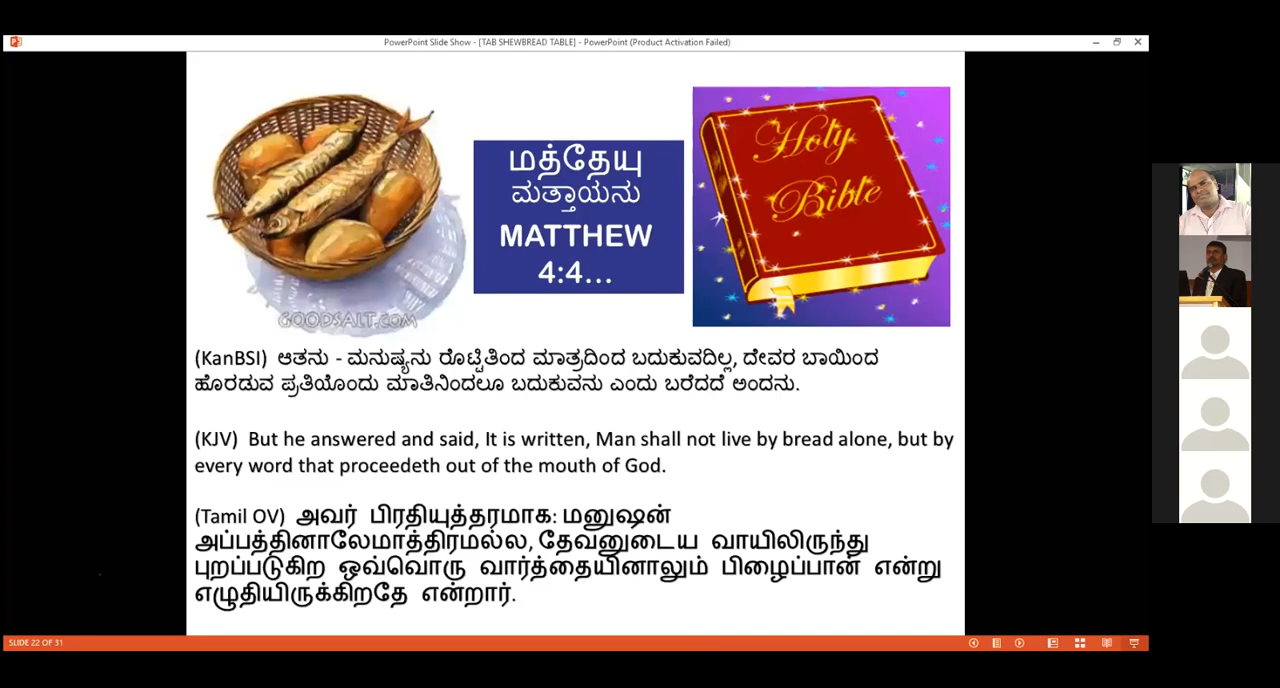 PowerPoint Slide Show - [TAB SHEWBREAD TABLE] - PowerPoint (Product Activation Failed)
மத்தேயு
ಮತ್ತಾಯನು
MATTHEW
4:4...
Holy
Bible
GOODSALT.COM
(KanBSI) ಆತನು - ಮನುಷ್ಯನು ರೊಟ್ಟಿತಿಂದ ಮಾತ್ರದಿಂದ ಬದುಕುವದಿಲ್ಲ, ದೇವರ ಬಾಯಿಂದ
ಹೊರಡುವ ಪ್ರತಿಯೊಂದು ಮಾತಿನಿಂದಲೂ ಬದುಕುವನು ಎಂದು ಬರೆದದೆ ಅಂದನು.
(KJV) But he answered and said, It is written, Man shall not live by bread alone, but by
every word that proceedeth out of the mouth of God.
(Tamil OV) அவர் பிரதியுத்தரமாக: மனுஷன்
அப்பத்தினாலேமாத்திரமல்ல, தேவனுடைய வாயிலிருந்து
புறப்படுகிற ஒவ்வொரு வார்த்தையினாலும் பிழைப்பான் என்று
எழுதியிருக்கிறதே என்றார்.
SLIDE 22 OF 31